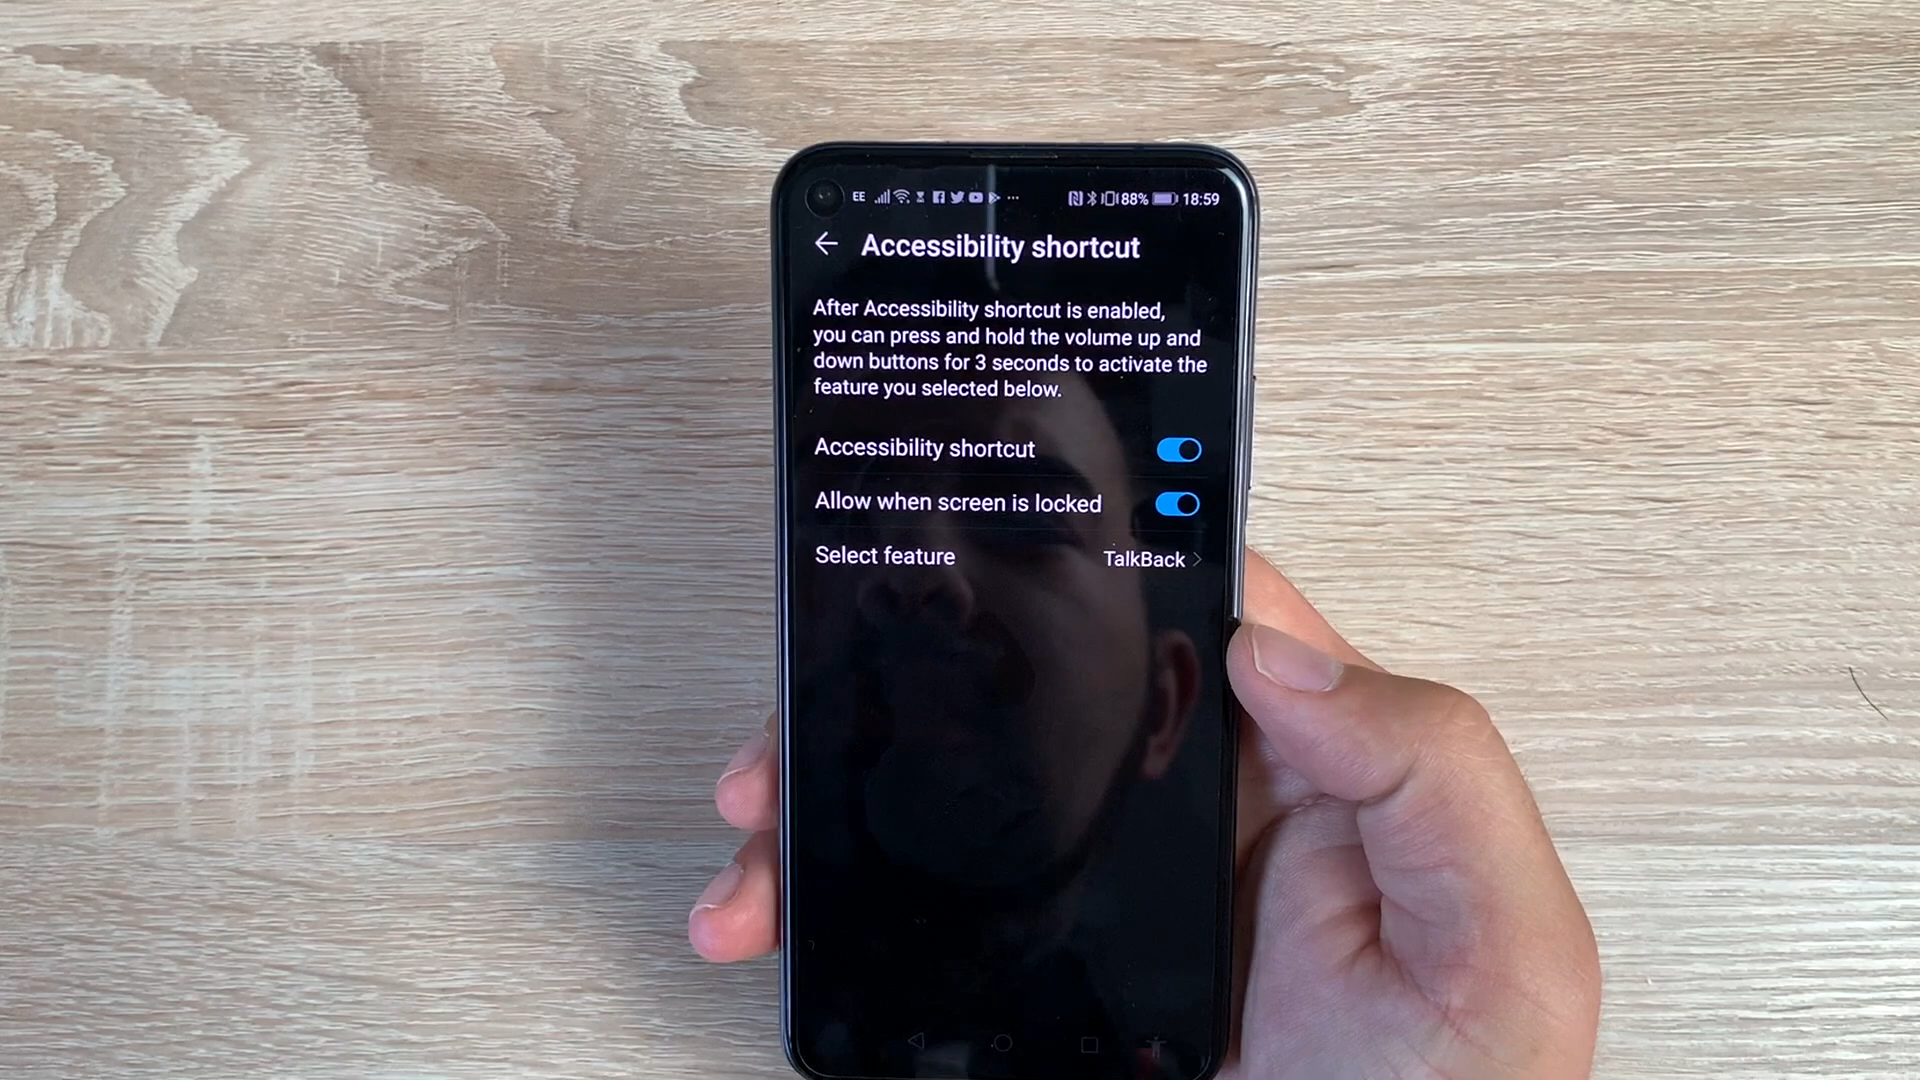 EE 88% 18:59
Accessibility shortcut
After Accessibility shortcut is enabled,
you can press and hold the volume up and
down buttons for 3 seconds to activate the
feature you selected below.
Accessibility shortcut
Allow when screen is locked
Select feature TalkBack